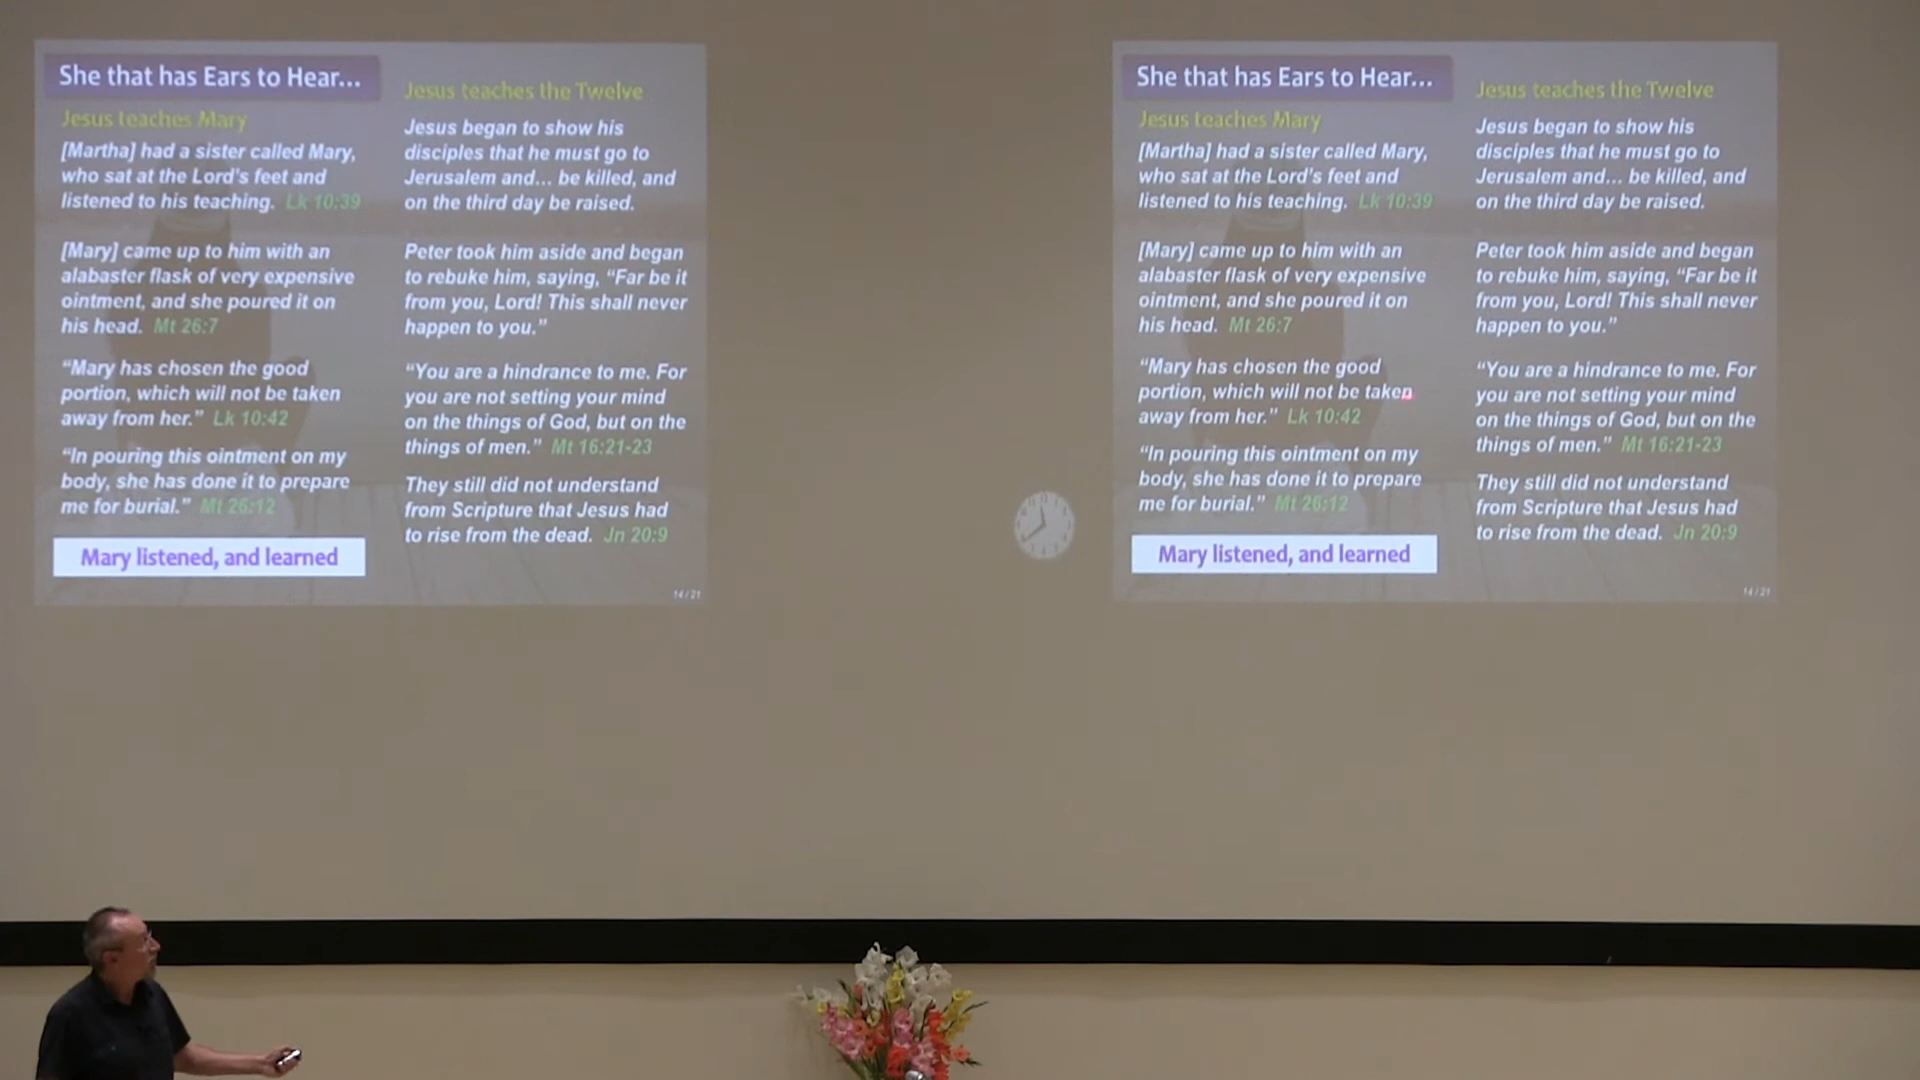 She that has Ears to Hear...
Jesus teaches Mary
[Martha] had a sister called Mary,
who sat at the Lord's feet and
listened to his teaching. Lk 10:39
[Mary] came up to him with an
alabaster flask of very expensive
ointment, and she poured it on
his head. Mt 26:7
“Mary has chosen the good
portion, which will not be taken
away from her.” Lk 10:42
“In pouring this ointment on my
body, she has done it to prepare
me for burial.” Mt 26:12
Mary listened, and learned
Jesus teaches the Twelve
Jesus began to show his
disciples that he must go to
Jerusalem and... be killed, and
on the third day be raised.
Peter took him aside and began
to rebuke him, saying, “Far be it
from you, Lord! This shall never
happen to you.”
“You are a hindrance to me. For
you are not setting your mind
on the things of God, but on the
things of men.” Mt 16:21-23
They still did not understand
from Scripture that Jesus had
to rise from the dead. Jn 20:9
14 / 21
She that has Ears to Hear...
Jesus teaches Mary
[Martha] had a sister called Mary,
who sat at the Lord's feet and
listened to his teaching. Lk 10:39
[Mary] came up to him with an
alabaster flask of very expensive
ointment, and she poured it on
his head. Mt 26:7
“Mary has chosen the good
portion, which will not be taken
away from her.” Lk 10:42
“In pouring this ointment on my
body, she has done it to prepare
me for burial.” Mt 26:12
Mary listened, and learned
Jesus teaches the Twelve
Jesus began to show his
disciples that he must go to
Jerusalem and... be killed, and
on the third day be raised.
Peter took him aside and began
to rebuke him, saying, “Far be it
from you, Lord! This shall never
happen to you.”
“You are a hindrance to me. For
you are not setting your mind
on the things of God, but on the
things of men.” Mt 16:21-23
They still did not understand
from Scripture that Jesus had
to rise from the dead. Jn 20:9
14 / 21